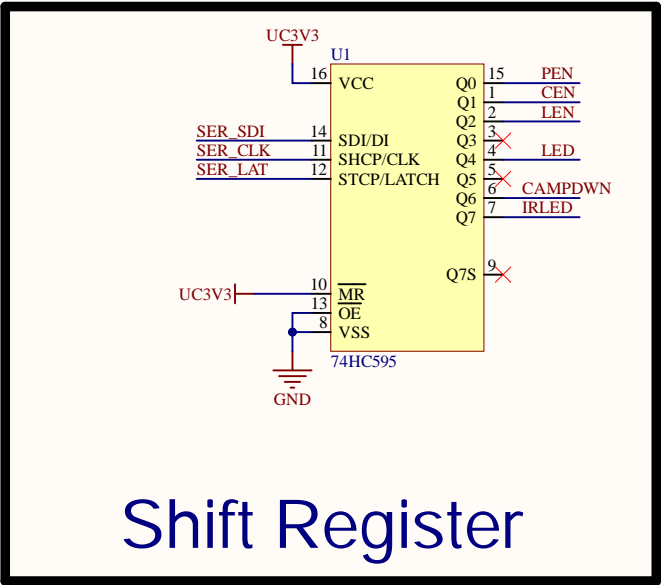 UC3V3
U1
16 VCC
Q0 15 PEN
Q1 1 CEN
Q2 2 LEN
Q3 3
SER_SDI 14 SDI/DI
SER_CLK 11 SHCP/CLK
Q4 4 LED
SER_LAT 12 STCP/LATCH
Q5 5
Q6 6 CAMPDWN
Q7 7 IRLED
Q7S 9
UC3V3 10 MR
13 OE
8 VSS
74HC595
GND
Shift Register